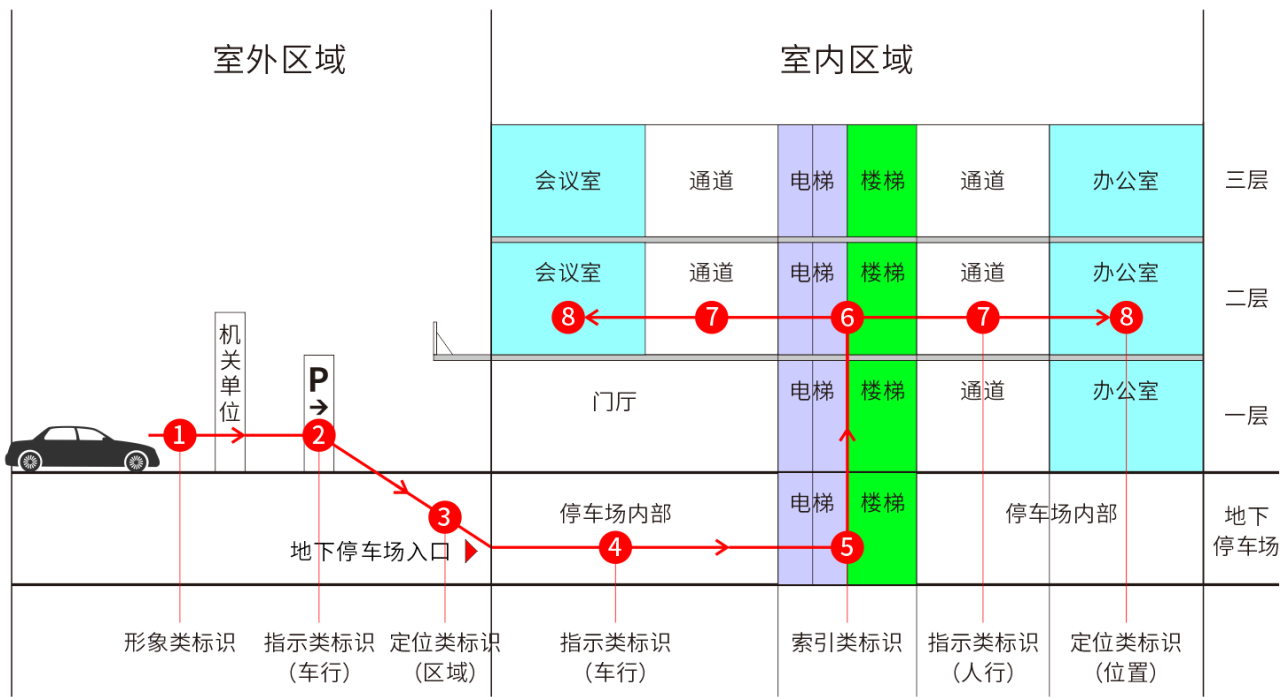 室外区域
室内区域
会议室
通道
电梯
楼梯
通道
办公室
三层
会议室
通道
电梯
楼梯
通道
办公室
二层
8
7
6
7
8
机关单位
P
门厅
电梯
楼梯
通道
办公室
一层
1
2
3
停车场内部
电梯
楼梯
停车场内部
地下
停车场
地下停车场入口
4
5
形象类标识
指示类标识
（车行）
定位类标识
（区域）
指示类标识
（车行）
索引类标识
指示类标识
（人行）
定位类标识
（位置）